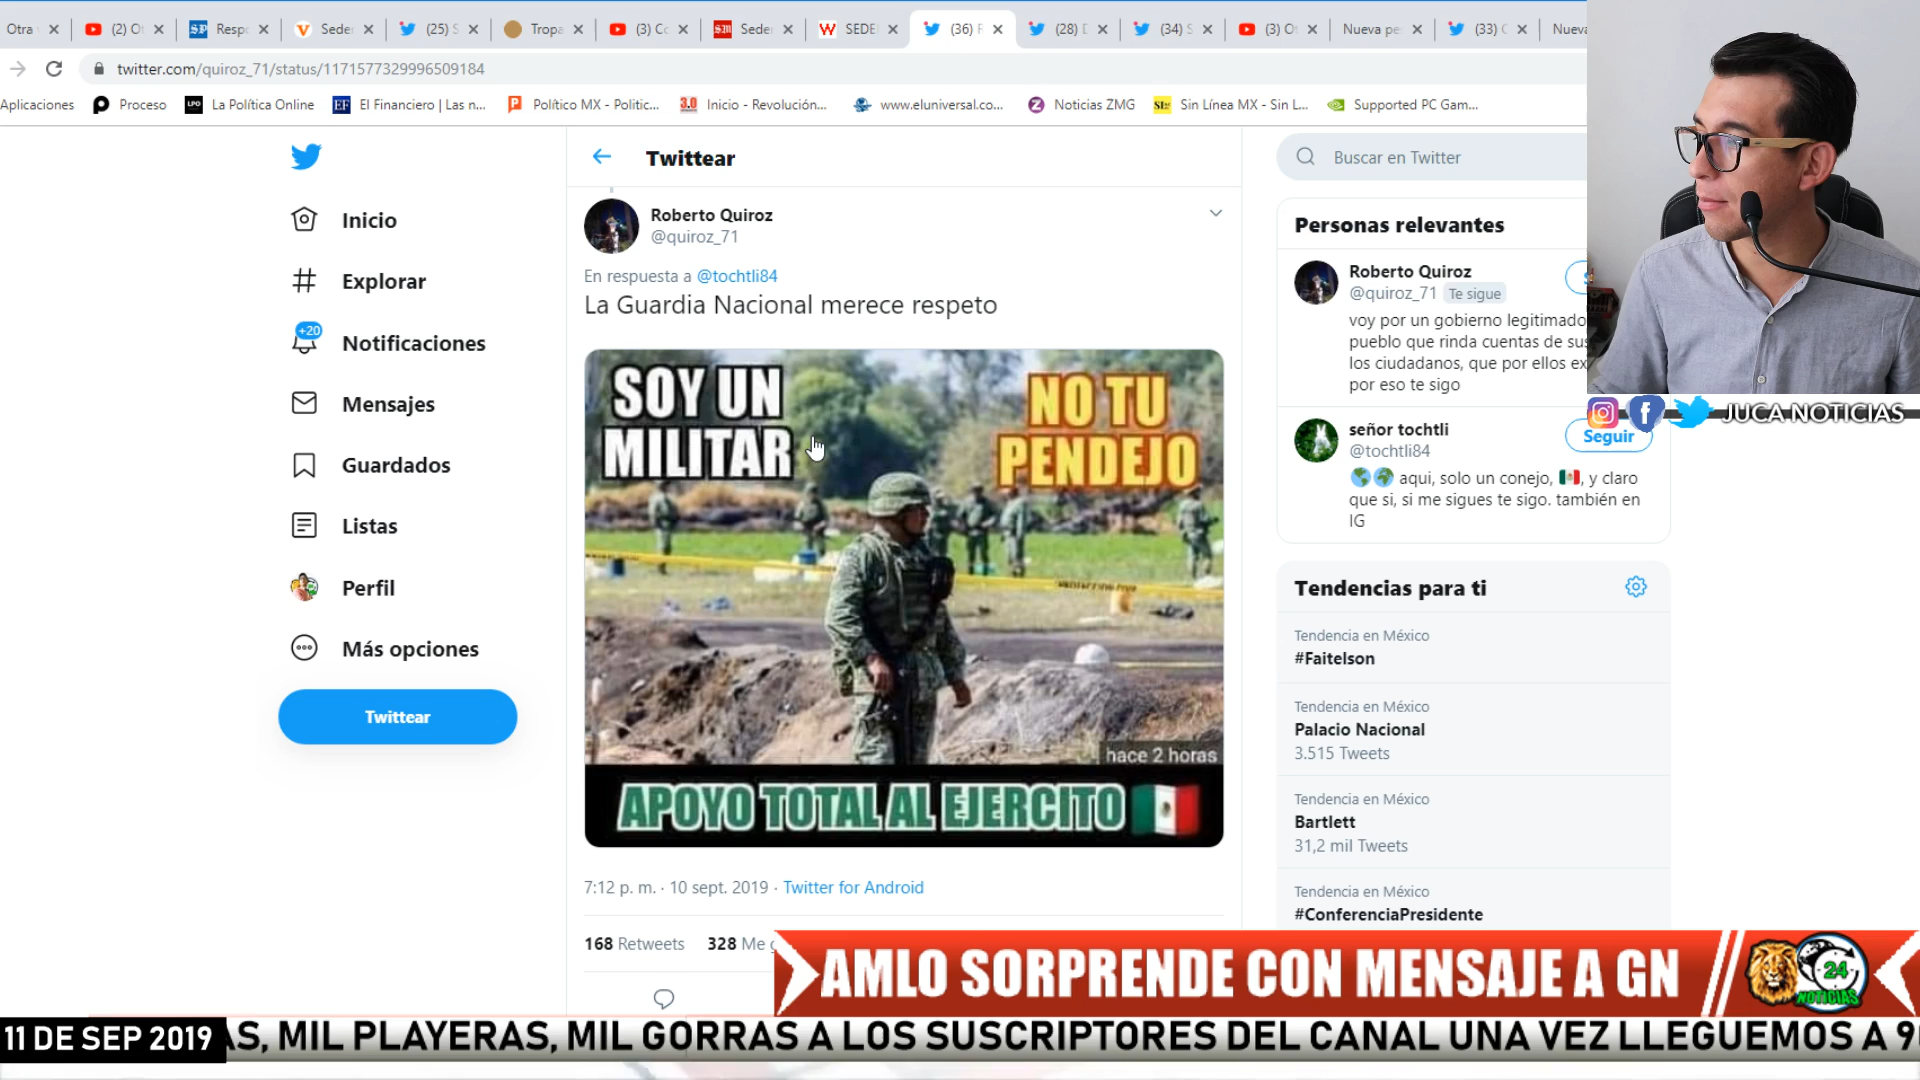 Otra
(2) O
Resp
Seder
(25) S
Tropa
(3) Cc
Seder
SEDE
(36) R
(28) D
(34) S
(3) O
Nueva pe
(33) C
Nueva
twitter.com/quiroz_71/status/1171577329996509184
Aplicaciones
Proceso
La Política Online
El Financiero | Las n...
Político MX - Politic...
Inicio - Revolución...
www.eluniversal.co...
Noticias ZMG
Sin Línea MX - Sin L...
Supported PC Gam...
Inicio
Explorar
+20
Notificaciones
Mensajes
Guardados
Listas
Perfil
Más opciones
Twittear
Twittear
Roberto Quiroz
@quiroz_71
En respuesta a @tochtli84
La Guardia Nacional merece respeto
SOY UN
MILITAR
NO TU
PENDEJO
hace 2 horas
APOYO TOTAL AL EJERCITO
7:12 p. m. · 10 sept. 2019 · Twitter for Android
168 Retweets 328 Me g
Buscar en Twitter
Personas relevantes
Roberto Quiroz
@quiroz_71 Te sigue
voy por un gobierno legitimado
pueblo que rinda cuentas de sus
los ciudadanos, que por ellos ex
por eso te sigo
señor tochtli
@tochtli84
Seguir
aqui, solo un conejo, , y claro
que si, si me sigues te sigo. también en
IG
Tendencias para ti
Tendencia en México
#Faitelson
Tendencia en México
Palacio Nacional
3.515 Tweets
Tendencia en México
Bartlett
31,2 mil Tweets
Tendencia en México
#ConferenciaPresidente
JUCA NOTICIAS
AMLO SORPRENDE CON MENSAJE A GN
24
NOTICIAS
11 DE SEP 2019
AS, MIL PLAYERAS, MIL GORRAS A LOS SUSCRIPTORES DEL CANAL UNA VEZ LLEGUEMOS A 9